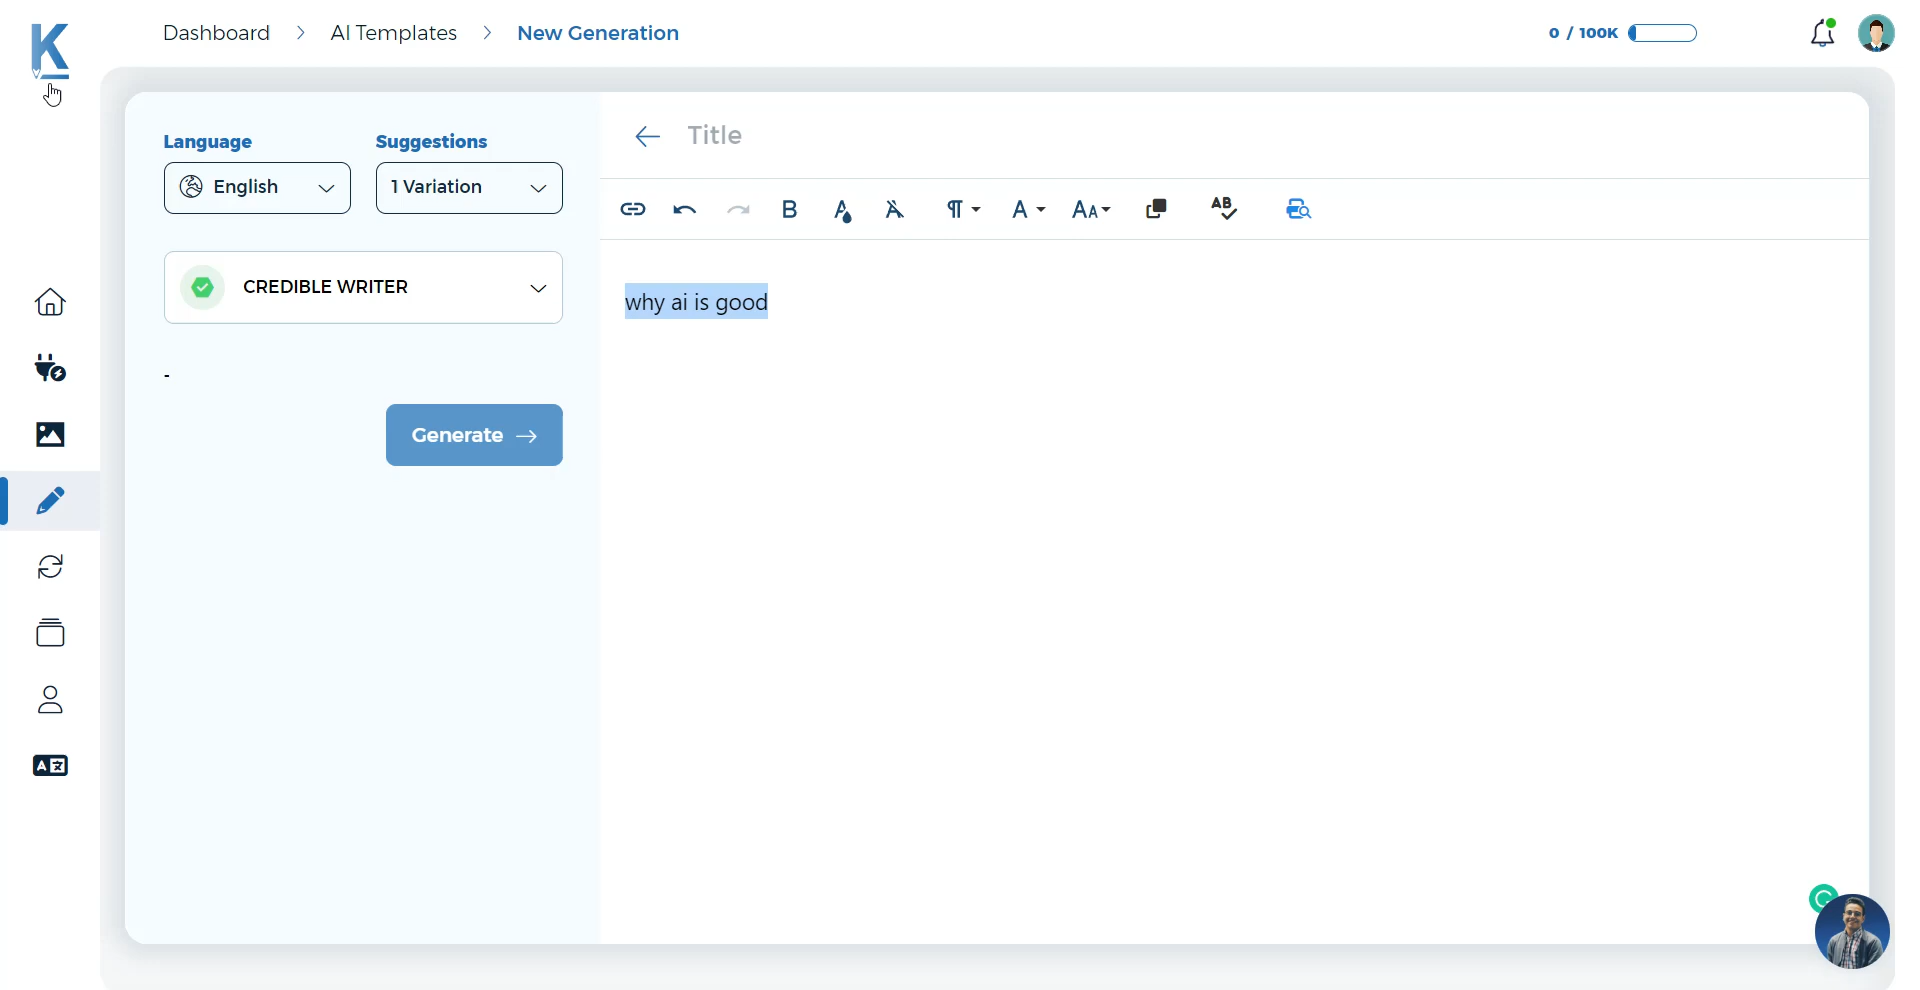 K
Dashboard > AI Templates > New Generation
0 / 100K
Language
Suggestions
English
1 Variation
CREDIBLE WRITER
-
Generate →
Title
B
A
¶ A AA
AB
why ai is good
A